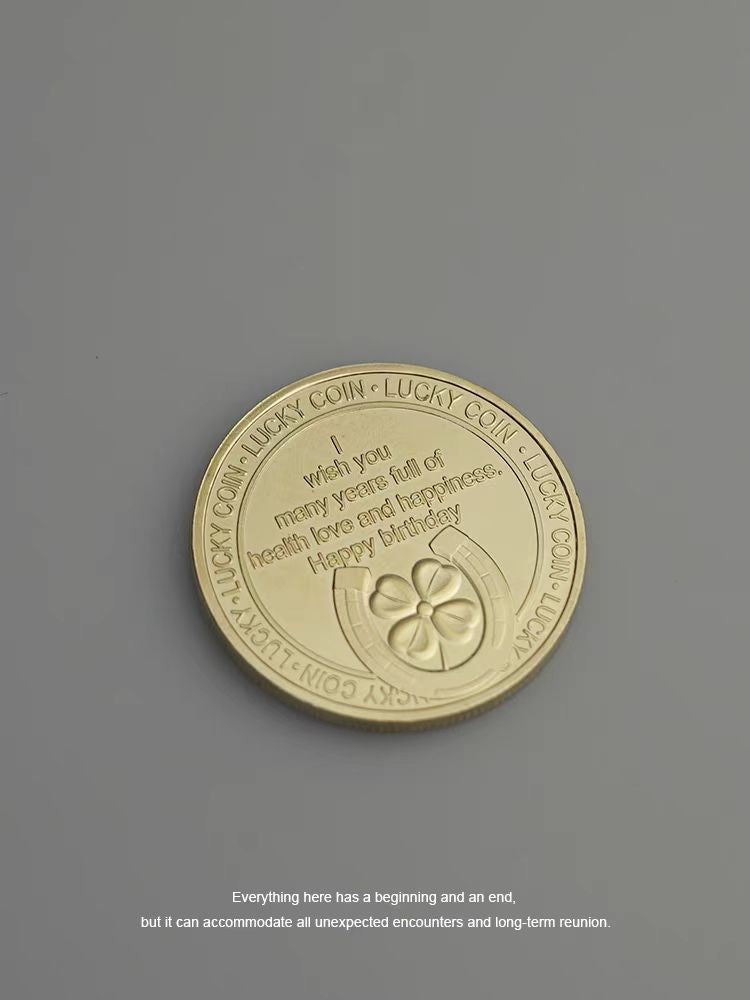 LUCKY COIN · LUCKY COIN · LUCKY COIN · LUCKY
LUCKY COIN · LUCKY · LUCKY COIN ·
I
wish you
many years full of
health love and happiness.
Happy birthday
Everything here has a beginning and an end,
but it can accommodate all unexpected encounters and long-term reunion.